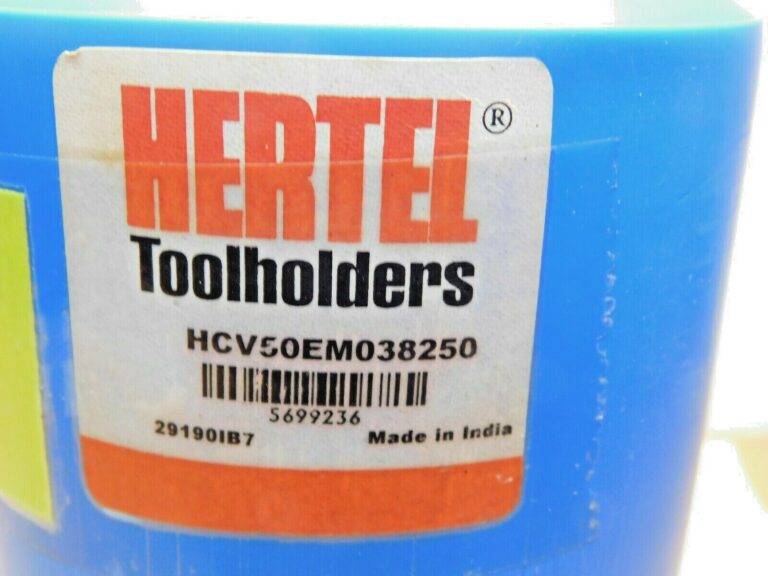 HERTEL®
Toolholders
HCV50EM038250
5699236
29190IB7 Made in India